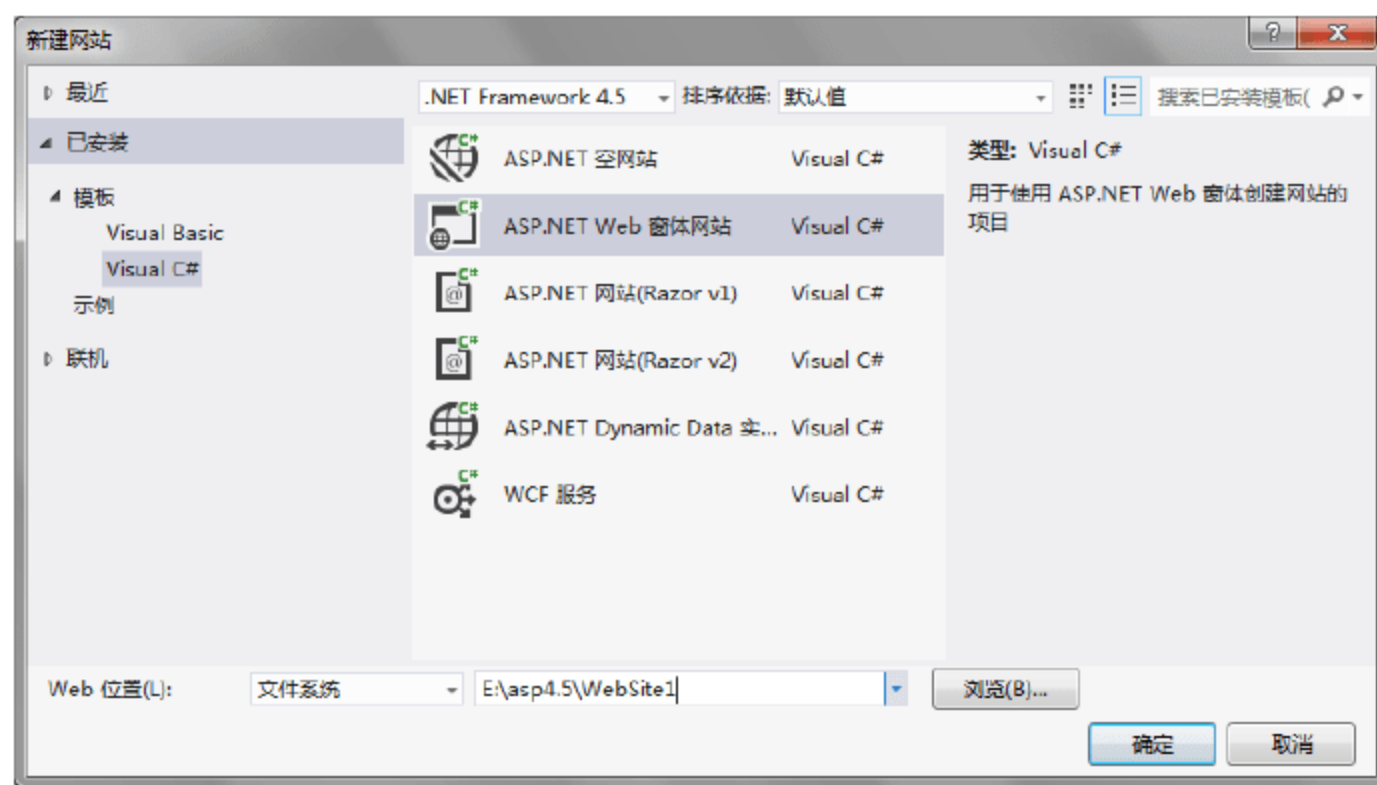 新建网站
最近
已安装
模板
Visual Basic
Visual C#
示例
联机
.NET Framework 4.5 排序依据: 默认值 搜索已安装模板(
ASP.NET 空网站 Visual C#
ASP.NET Web 窗体网站 Visual C#
ASP.NET 网站(Razor v1) Visual C#
ASP.NET 网站(Razor v2) Visual C#
ASP.NET Dynamic Data 实... Visual C#
WCF 服务 Visual C#
类型: Visual C#
用于使用 ASP.NET Web 窗体创建网站的
项目
Web 位置(L): 文件系统 E:\asp4.5\WebSite1 浏览(B)...
确定 取消